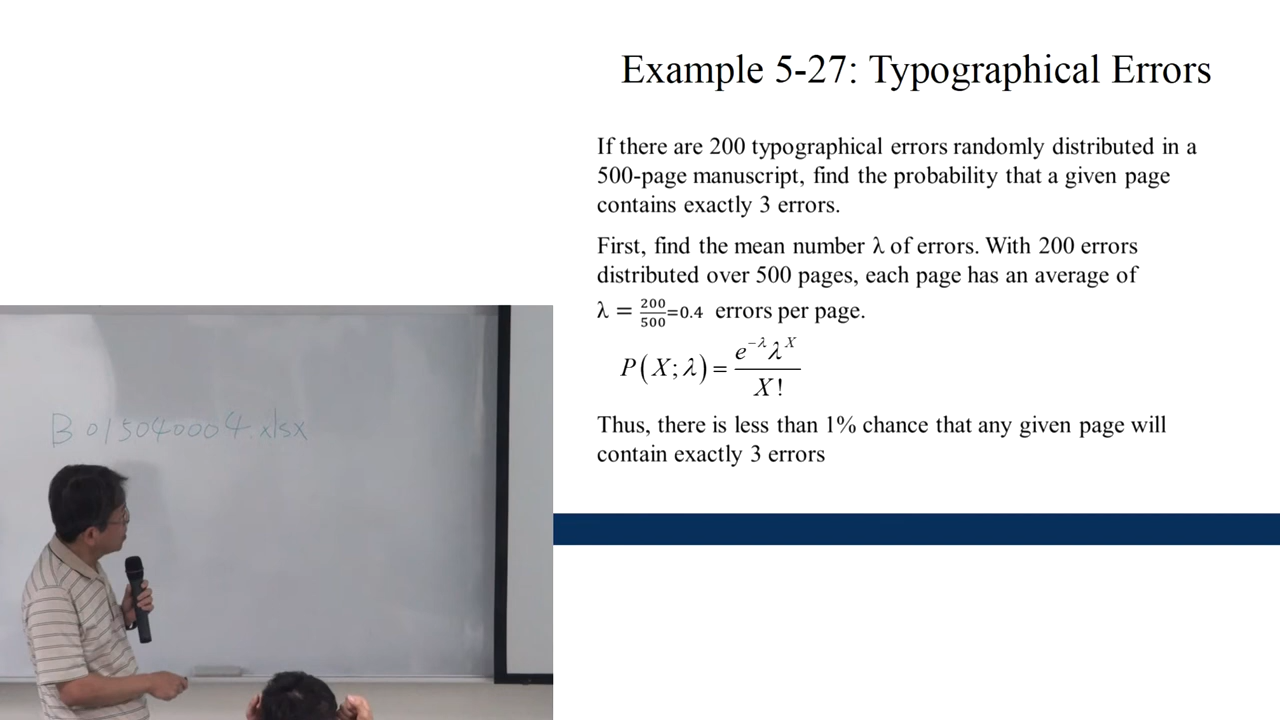 Example 5-27: Typographical Errors
If there are 200 typographical errors randomly distributed in a
500-page manuscript, find the probability that a given page
contains exactly 3 errors.
First, find the mean number λ of errors. With 200 errors
distributed over 500 pages, each page has an average of
λ = 200/500=0.4 errors per page.
P(X;λ) = e^{-λ} λ^X / X!
Thus, there is less than 1% chance that any given page will
contain exactly 3 errors
B015040004.xlsx